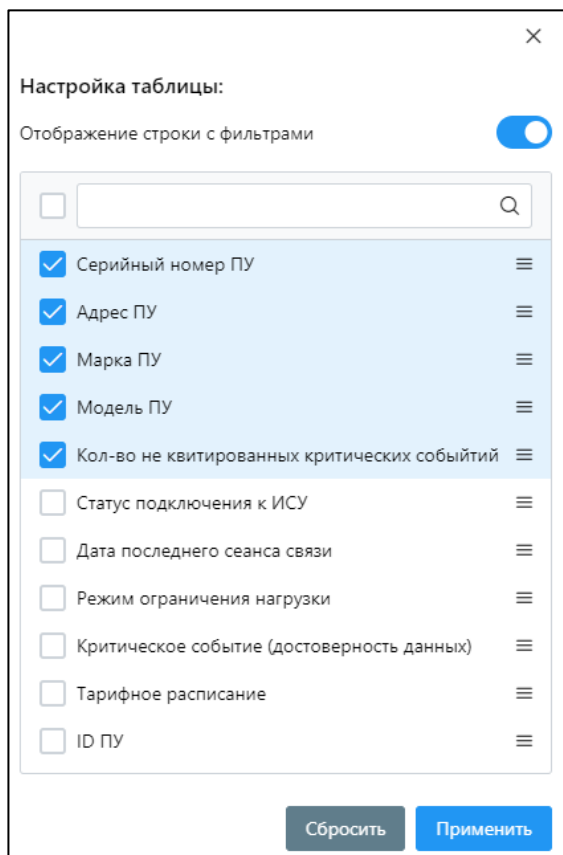 Настройка таблицы:
Отображение строки с фильтрами
Серийный номер ПУ
Адрес ПУ
Марка ПУ
Модель ПУ
Кол-во не квитированных критических событйтий
Статус подключения к ИСУ
Дата последнего сеанса связи
Режим ограничения нагрузки
Критическое событие (достоверность данных)
Тарифное расписание
ID ПУ
Сбросить Применить